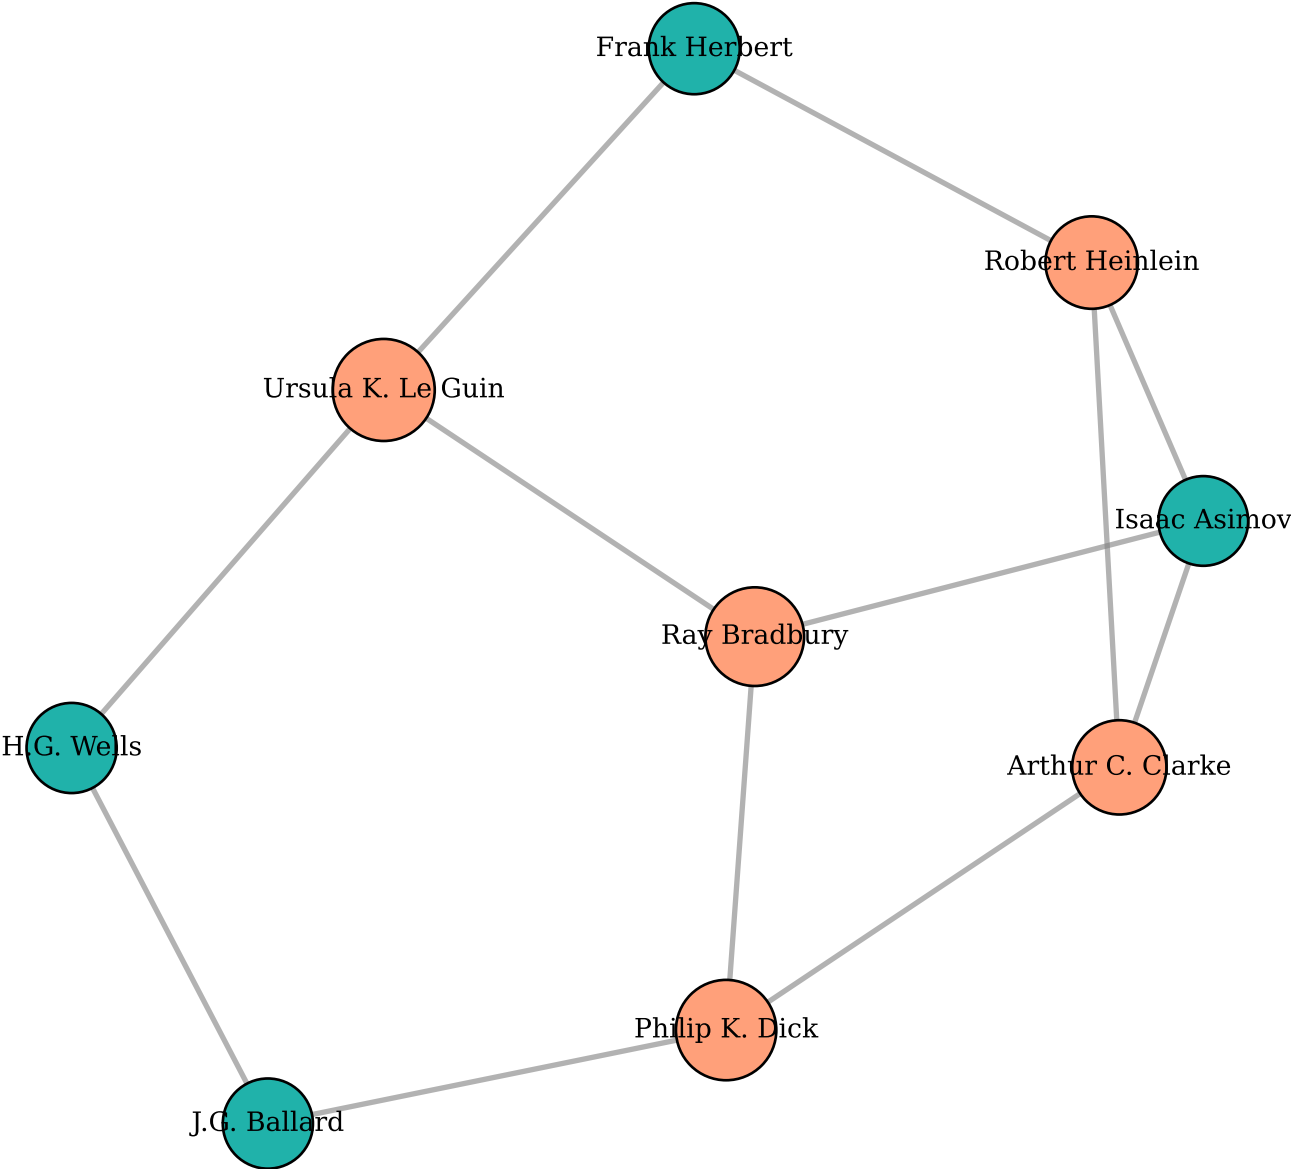 Frank Herbert
Robert Heinlein
Ursula K. Le Guin
Isaac Asimov
Ray Bradbury
H.G. Wells
Arthur C. Clarke
Philip K. Dick
J.G. Ballard